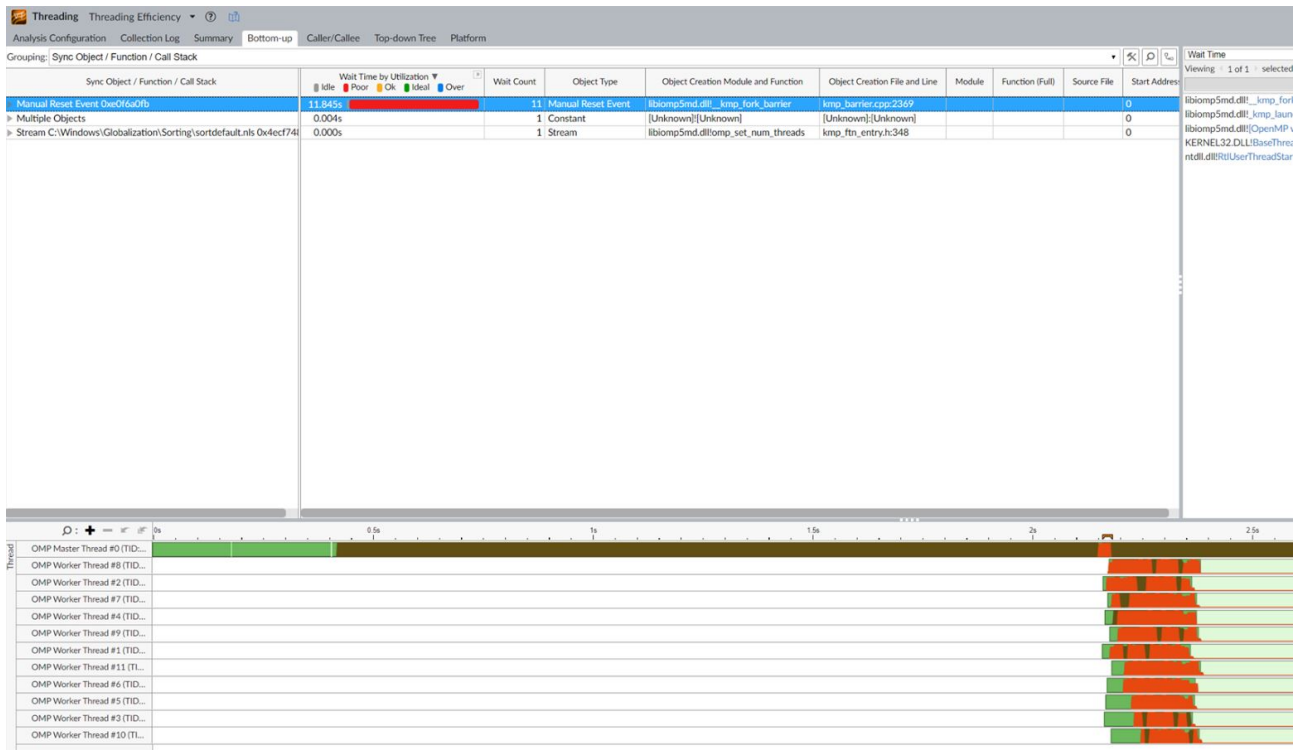 Threading Threading Efficiency
Analysis Configuration Collection Log Summary Bottom-up Caller/Callee Top-down Tree Platform
Grouping: Sync Object / Function / Call Stack
Wait Time
Viewing 1 of 1 selected
Sync Object / Function / Call Stack Wait Time by Utilization Wait Count Object Type Object Creation Module and Function Object Creation File and Line Module Function (Full) Source File Start Address
Idle Poor Ok Ideal Over
Manual Reset Event 0xe0f6a0fb 11.845s 11 Manual Reset Event libiomp5md.dll!__kmp_fork_barrier kmp_barrier.cpp:2369 0
Multiple Objects 0.004s 1 Constant [Unknown]![Unknown] [Unknown]:[Unknown] 0
Stream C:\Windows\Globalization\Sorting\sortdefault.nls 0x4ecf748 0.000s 1 Stream libiomp5md.dll!omp_set_num_threads kmp_ftn_entry.h:348 0
libiomp5md.dll!__kmp_fork
libiomp5md.dll!_kmp_laun
libiomp5md.dll![OpenMP w
KERNEL32.DLL!BaseThrea
ntdll.dll!RtlUserThreadStar
0s 0.5s 1s 1.5s 2s 2.5s
Thread
OMP Master Thread #0 (TID:...
OMP Worker Thread #8 (TID...
OMP Worker Thread #2 (TID...
OMP Worker Thread #7 (TID...
OMP Worker Thread #4 (TID...
OMP Worker Thread #9 (TID...
OMP Worker Thread #1 (TID...
OMP Worker Thread #11 (TI...
OMP Worker Thread #6 (TID...
OMP Worker Thread #5 (TID...
OMP Worker Thread #3 (TID...
OMP Worker Thread #10 (TI...